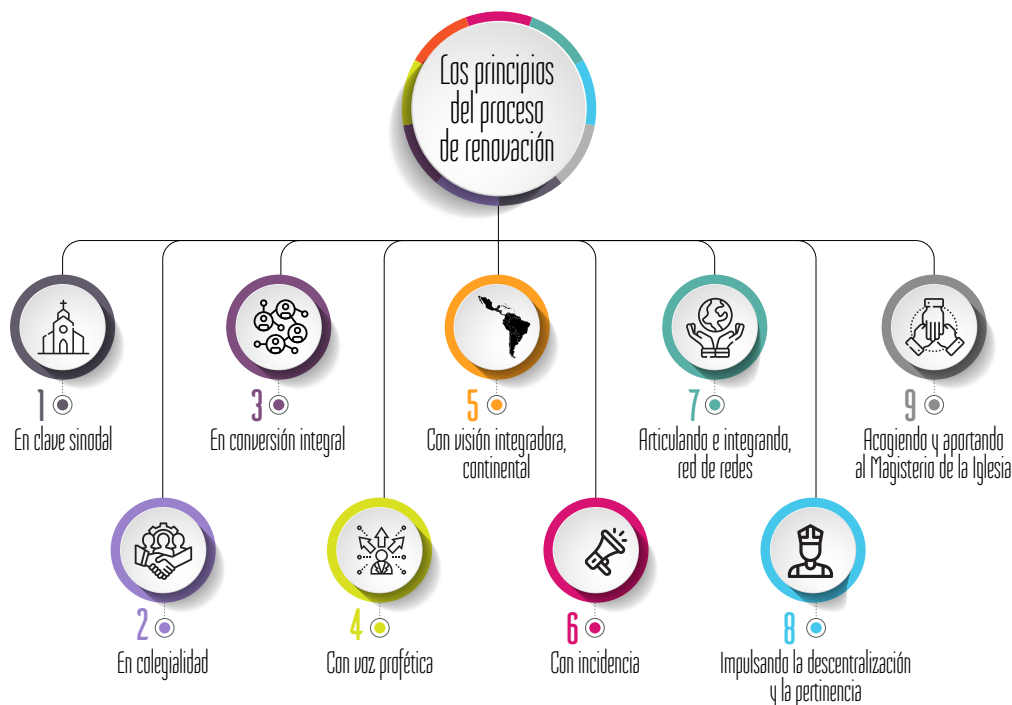 Los principios
del proceso
de renovación
1
En clave sinodal
2
En colegialidad
3
En conversión integral
4
Con voz profética
5
Con visión integradora,
continental
6
Con incidencia
7
Articulando e integrando,
red de redes
8
Impulsando la descentralización
y la pertinencia
9
Acogiendo y aportando
al Magisterio de la Iglesia